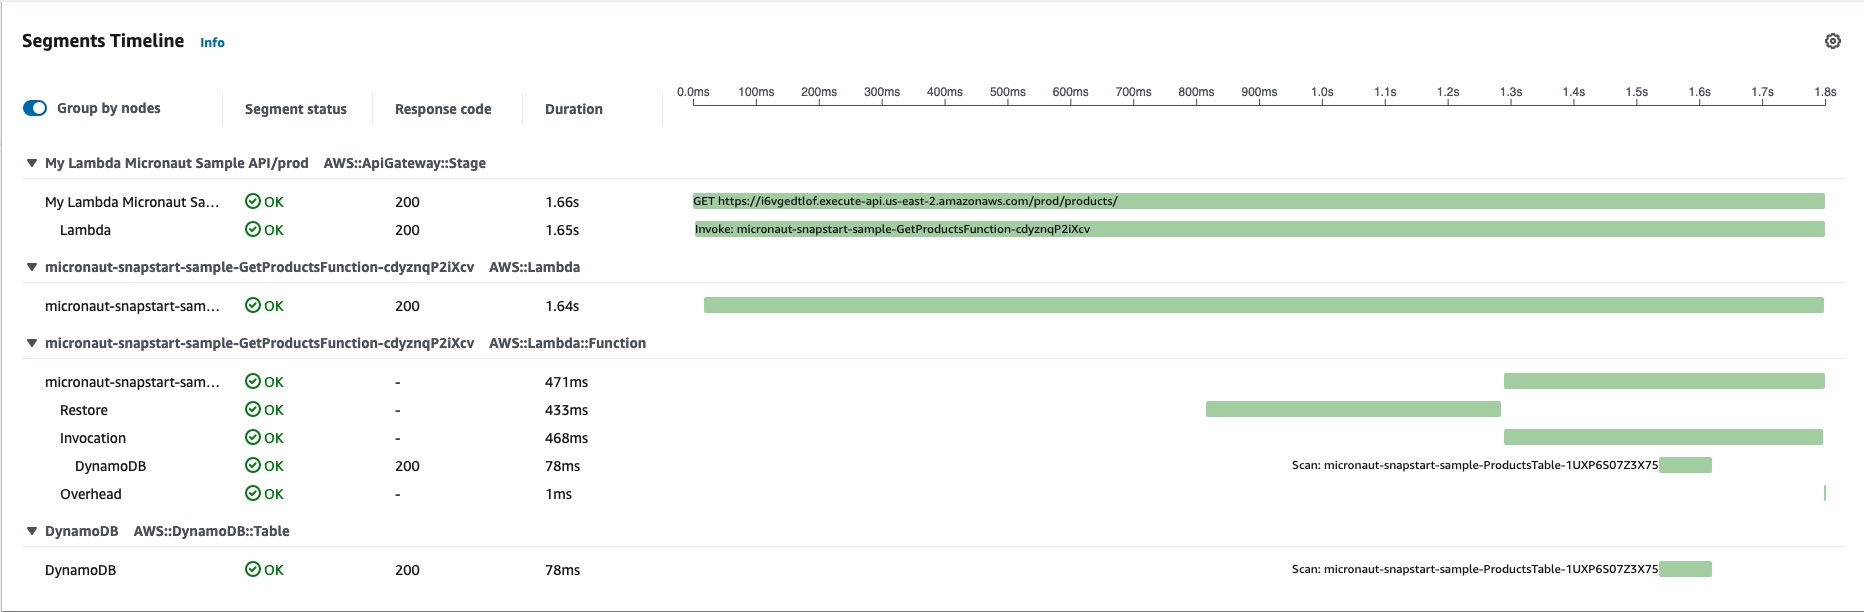 Segments Timeline Info
0.0ms 100ms 200ms 300ms 400ms 500ms 600ms 700ms 800ms 900ms 1.0s 1.1s 1.2s 1.3s 1.4s 1.5s 1.6s 1.7s 1.8s
Group by nodes Segment status Response code Duration
My Lambda Micronaut Sample API/prod AWS::ApiGateway::Stage
My Lambda Micronaut Sa... OK 200 1.66s GET https://i6vgedtlof.execute-api.us-east-2.amazonaws.com/prod/products/
Lambda OK 200 1.65s Invoke: micronaut-snapstart-sample-GetProductsFunction-cdyznqP2iXcv
micronaut-snapstart-sample-GetProductsFunction-cdyznqP2iXcv AWS::Lambda
micronaut-snapstart-sam... OK 200 1.64s
micronaut-snapstart-sample-GetProductsFunction-cdyznqP2iXcv AWS::Lambda::Function
micronaut-snapstart-sam... OK - 471ms
Restore OK - 433ms
Invocation OK - 468ms
DynamoDB OK 200 78ms Scan: micronaut-snapstart-sample-ProductsTable-1UXP6S07Z3X75
Overhead OK - 1ms
DynamoDB AWS::DynamoDB::Table
DynamoDB OK 200 78ms Scan: micronaut-snapstart-sample-ProductsTable-1UXP6S07Z3X75